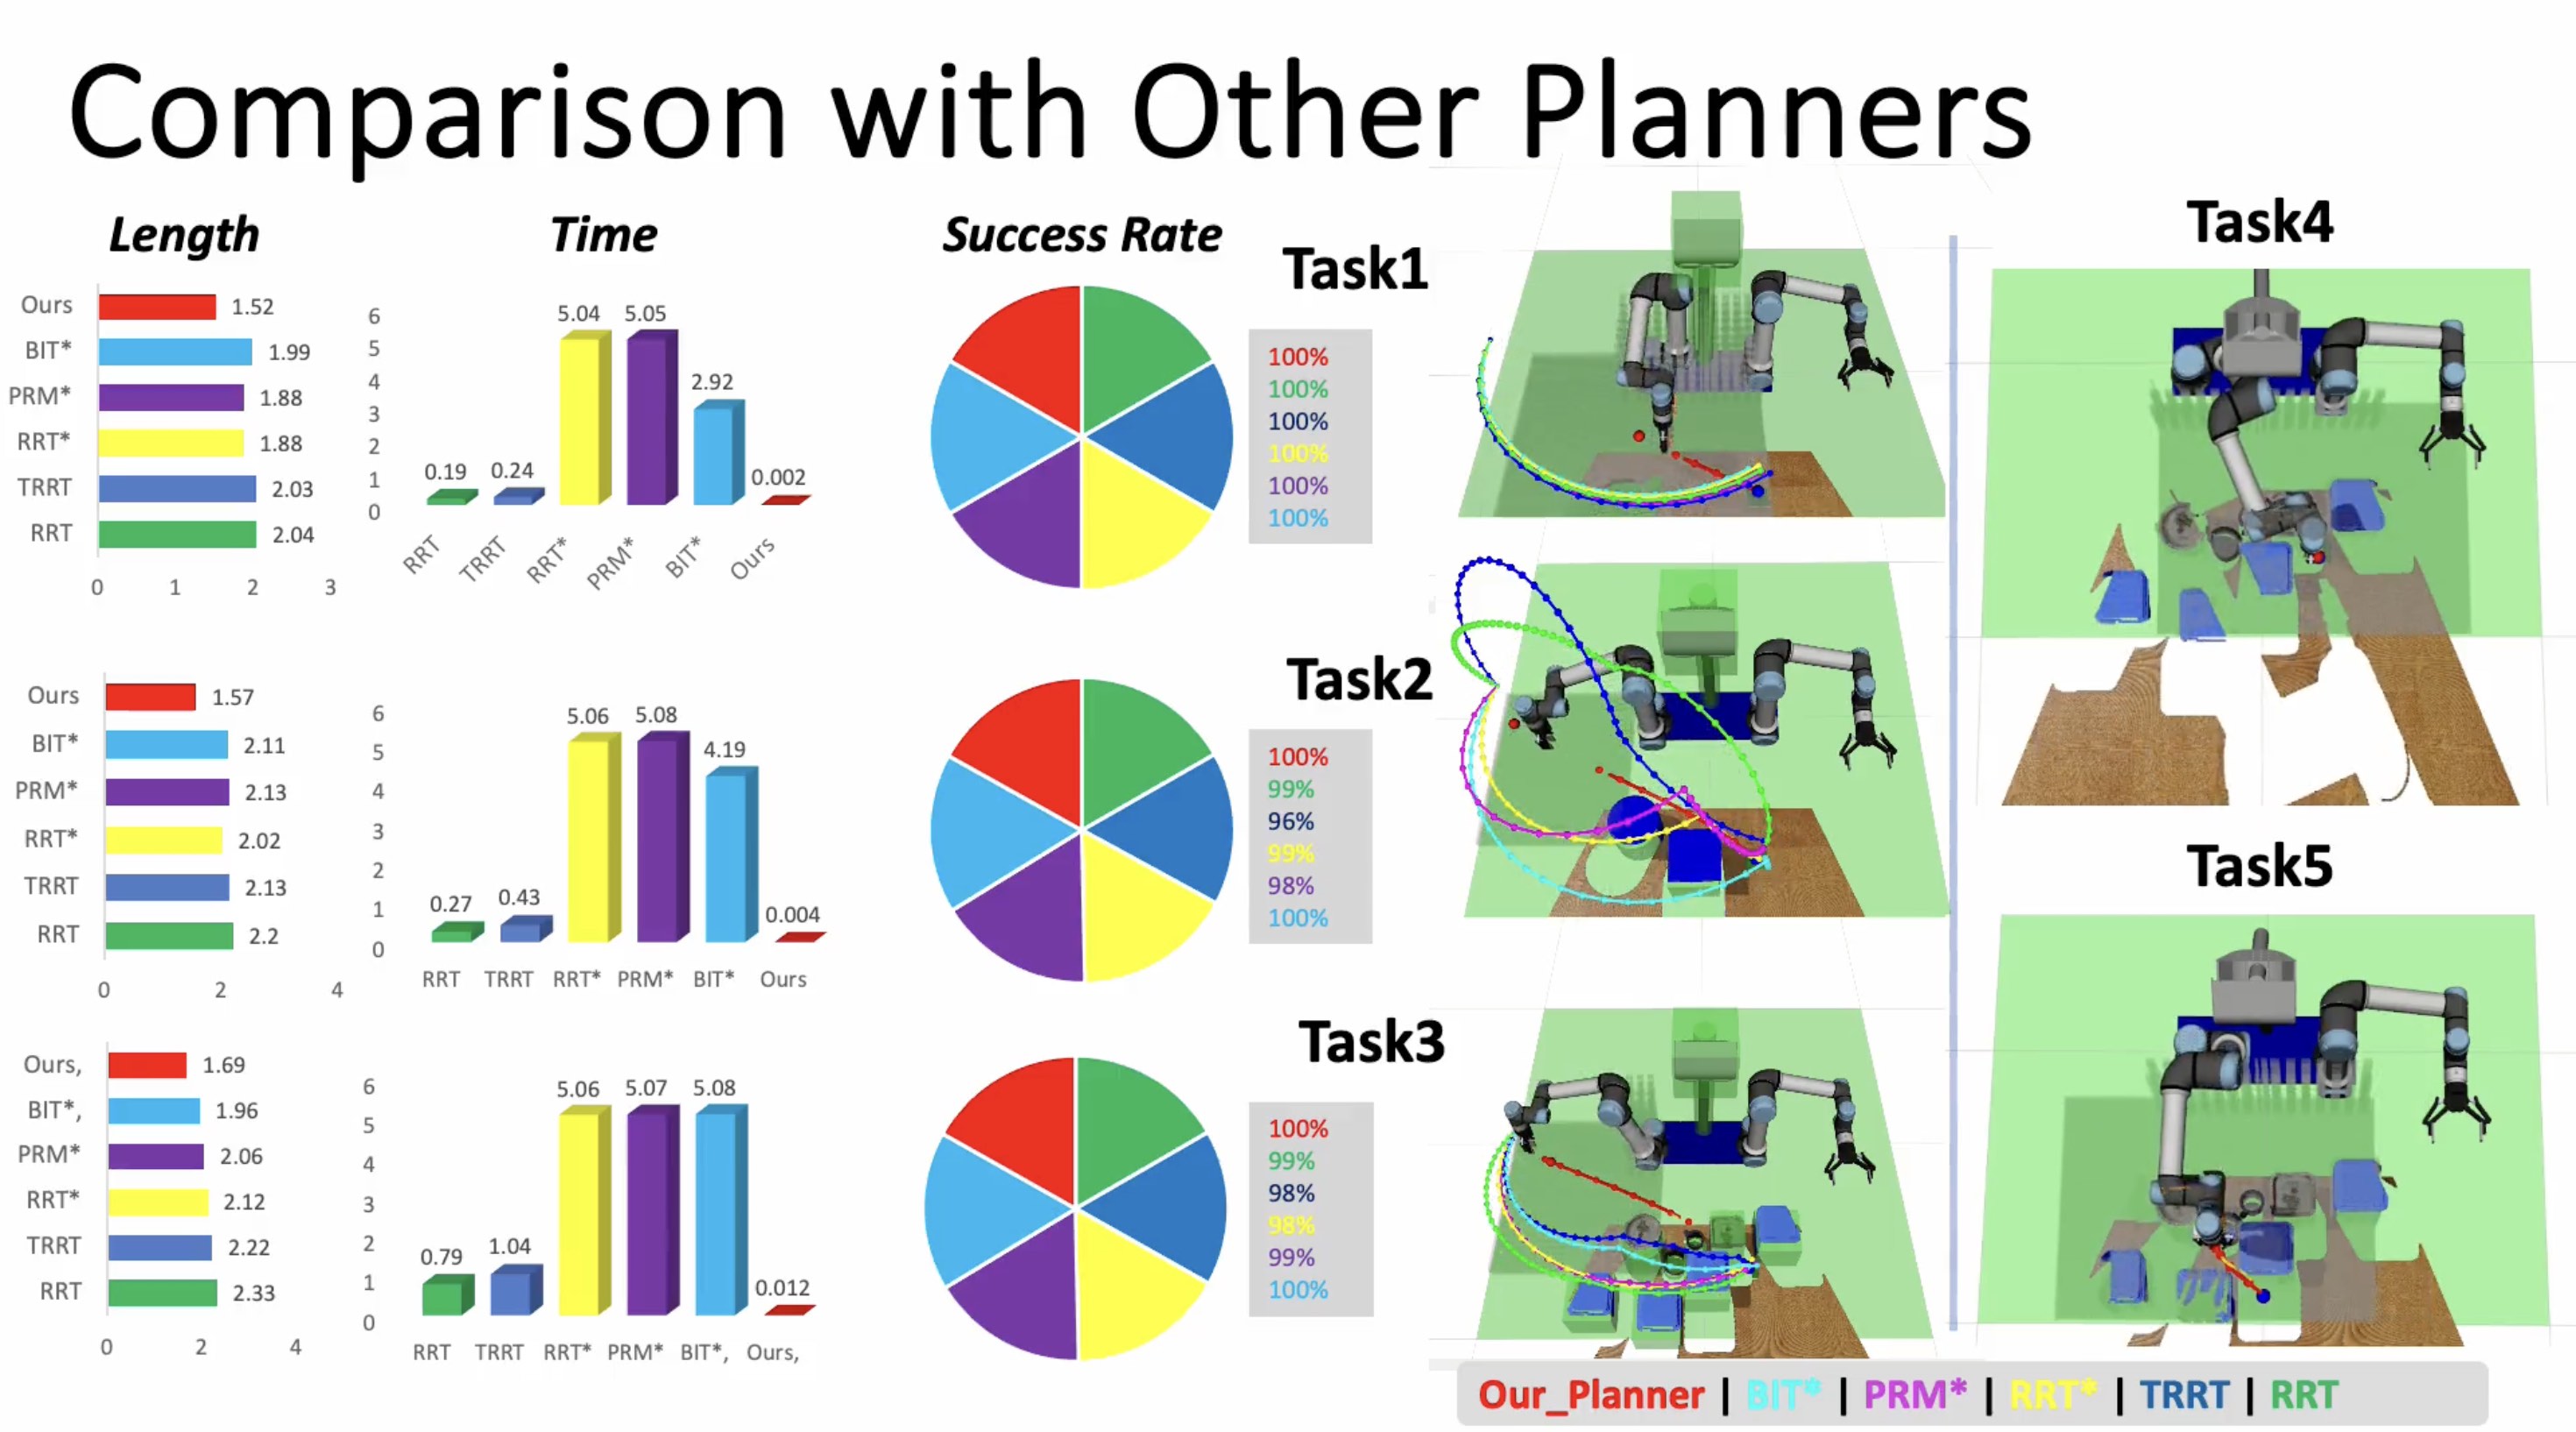 Comparison with Other Planners
Length
Time
Success Rate
Task1
Ours 1.52
BIT* 1.99
PRM* 1.88
RRT* 1.88
TRRT 2.03
RRT 2.04
0 1 2 3
6
5
4
3
2
1
0
0.19 0.24 5.04 5.05 2.92 0.002
RRT TRRT RRT* PRM* BIT* Ours
100%
100%
100%
100%
100%
100%
Task2
Ours 1.57
BIT* 2.11
PRM* 2.13
RRT* 2.02
TRRT 2.13
RRT 2.2
0 2 4
6
5
4
3
2
1
0
0.27 0.43 5.06 5.08 4.19 0.004
RRT TRRT RRT* PRM* BIT* Ours
100%
99%
96%
99%
98%
100%
Task3
Ours, 1.69
BIT*, 1.96
PRM* 2.06
RRT* 2.12
TRRT 2.22
RRT 2.33
0 2 4
6
5
4
3
2
1
0
0.79 1.04 5.06 5.07 5.08 0.012
RRT TRRT RRT* PRM* BIT*, Ours,
100%
99%
98%
98%
99%
100%
Task4
Task5
Our_Planner | BIT* | PRM* | RRT* | TRRT | RRT